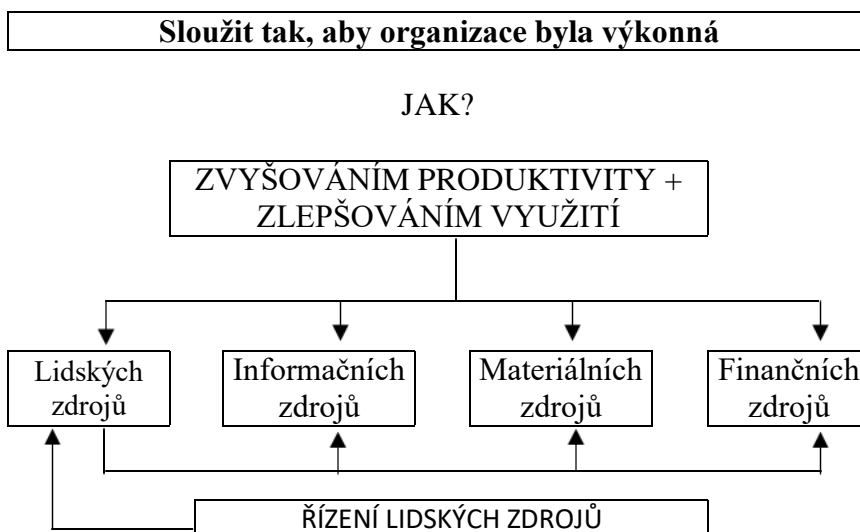 Sloužit tak, aby organizace byla výkonná
JAK?
ZVYŠOVÁNÍM PRODUKTIVITY +
ZLEPŠOVÁNÍM VYUŽITÍ
Lidských
zdrojů
Informačních
zdrojů
Materiálních
zdrojů
Finančních
zdrojů
ŘÍZENÍ LIDSKÝCH ZDROJŮ